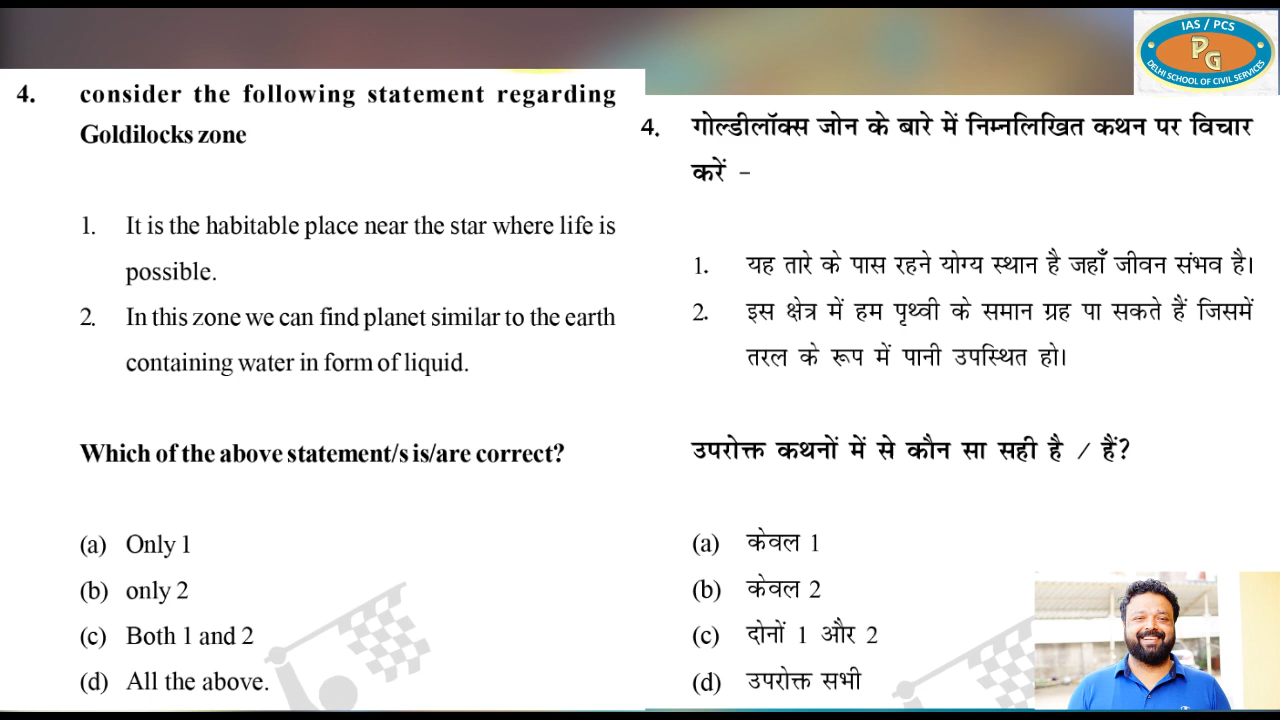 IAS / PCS
PG
DELHI SCHOOL OF CIVIL SERVICES
4. consider the following statement regarding
Goldilocks zone
1. It is the habitable place near the star where life is
possible.
2. In this zone we can find planet similar to the earth
containing water in form of liquid.
Which of the above statement/s is/are correct?
(a) Only 1
(b) only 2
(c) Both 1 and 2
(d) All the above.
4. गोल्डीलॉक्स जोन के बारे में निम्नलिखित कथन पर विचार
करें -
1. यह तारे के पास रहने योग्य स्थान है जहाँ जीवन संभव है।
2. इस क्षेत्र में हम पृथ्वी के समान ग्रह पा सकते हैं जिसमें
तरल के रूप में पानी उपस्थित हो।
उपरोक्त कथनों में से कौन सा सही है / हैं?
(a) केवल 1
(b) केवल 2
(c) दोनों 1 और 2
(d) उपरोक्त सभी